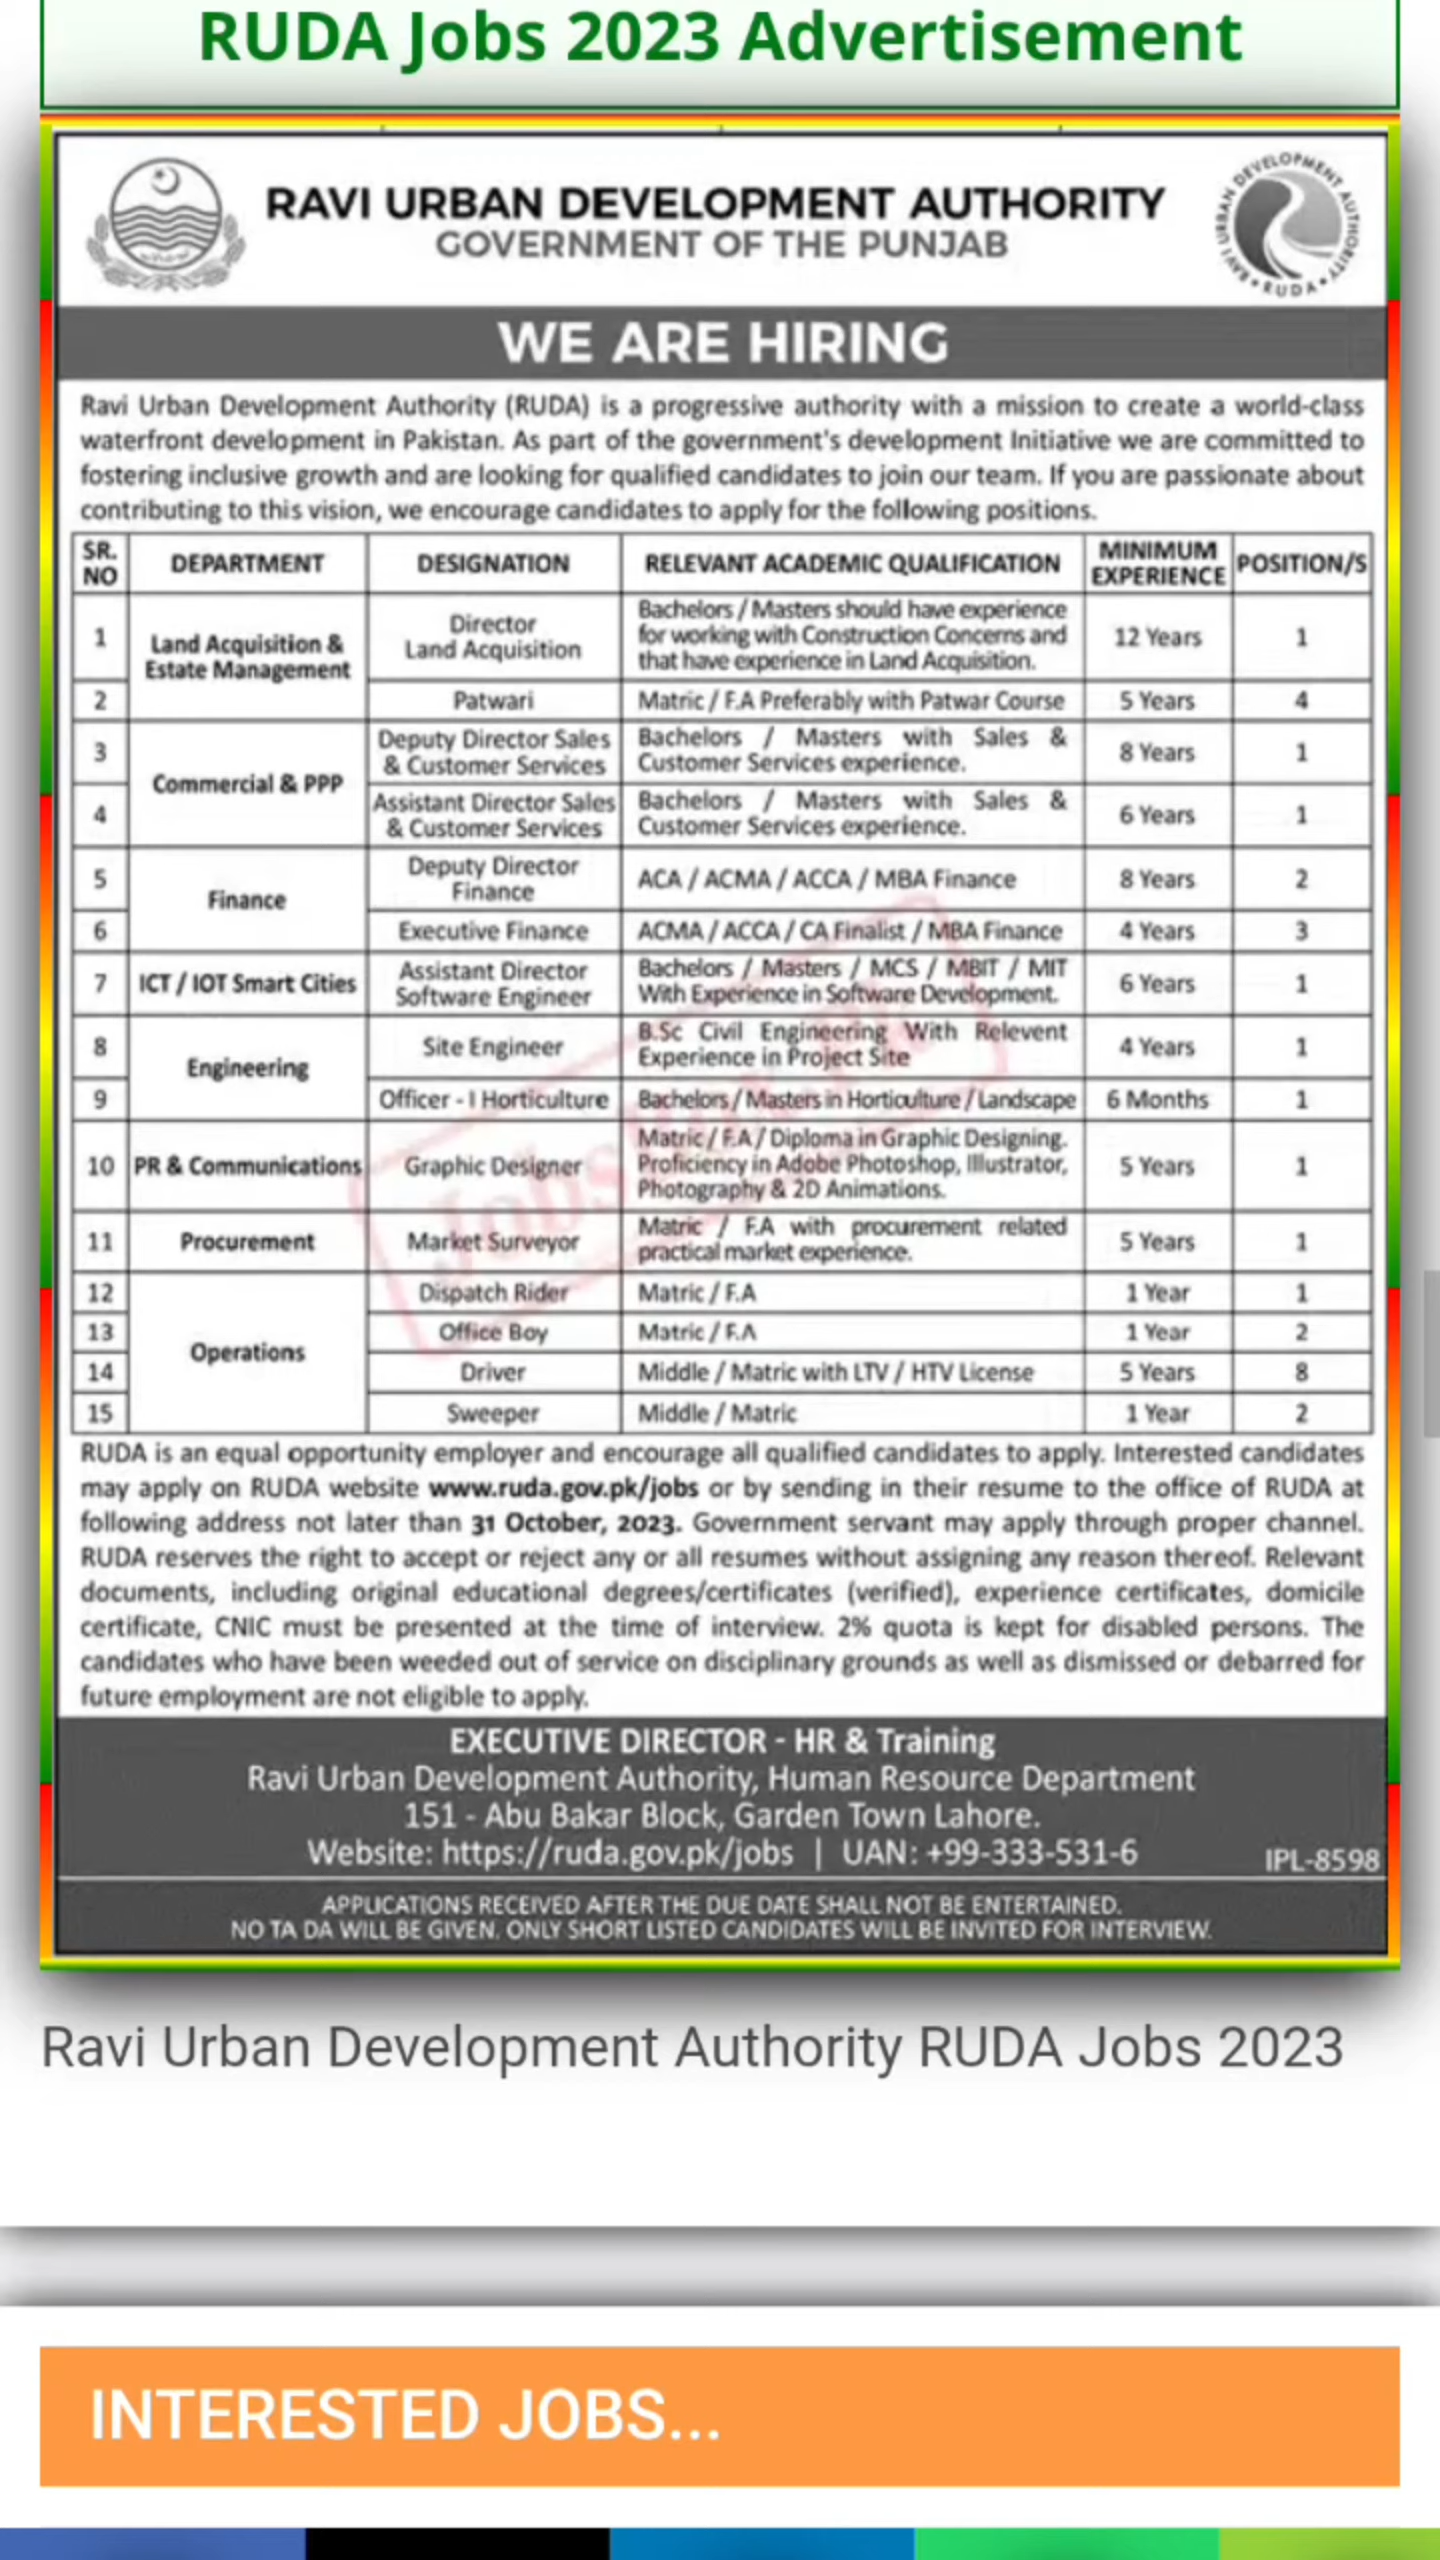 RUDA Jobs 2023 Advertisement
RAVI URBAN DEVELOPMENT AUTHORITY
GOVERNMENT OF THE PUNJAB
RAVI URBAN DEVELOPMENT AUTHORITY • RUDA •
WE ARE HIRING
Ravi Urban Development Authority (RUDA) is a progressive authority with a mission to create a world-class
waterfront development in Pakistan. As part of the government's development Initiative we are committed to
fostering inclusive growth and are looking for qualified candidates to join our team. If you are passionate about
contributing to this vision, we encourage candidates to apply for the following positions.
SR. NO DEPARTMENT DESIGNATION RELEVANT ACADEMIC QUALIFICATION MINIMUM EXPERIENCE POSITION/S
1 Land Acquisition & Estate Management Director Land Acquisition Bachelors / Masters should have experience for working with Construction Concerns and that have experience in Land Acquisition. 12 Years 1
2 Patwari Matric / F.A Preferably with Patwar Course 5 Years 4
3 Commercial & PPP Deputy Director Sales & Customer Services Bachelors / Masters with Sales & Customer Services experience. 8 Years 1
4 Assistant Director Sales & Customer Services Bachelors / Masters with Sales & Customer Services experience. 6 Years 1
5 Finance Deputy Director Finance ACA / ACMA / ACCA / MBA Finance 8 Years 2
6 Executive Finance ACMA / ACCA / CA Finalist / MBA Finance 4 Years 3
7 ICT / IOT Smart Cities Assistant Director Software Engineer Bachelors / Masters / MCS / MBIT / MIT With Experience in Software Development. 6 Years 1
8 Engineering Site Engineer B.Sc Civil Engineering With Relevent Experience in Project Site 4 Years 1
9 Officer - I Horticulture Bachelors / Masters in Horticulture / Landscape 6 Months 1
10 PR & Communications Graphic Designer Matric / F.A / Diploma in Graphic Designing. Proficiency in Adobe Photoshop, Illustrator, Photography & 2D Animations. 5 Years 1
11 Procurement Market Surveyor Matric / F.A with procurement related practical market experience. 5 Years 1
12 Operations Dispatch Rider Matric / F.A 1 Year 1
13 Office Boy Matric / F.A 1 Year 2
14 Driver Middle / Matric with LTV / HTV License 5 Years 8
15 Sweeper Middle / Matric 1 Year 2
RUDA is an equal opportunity employer and encourage all qualified candidates to apply. Interested candidates
may apply on RUDA website www.ruda.gov.pk/jobs or by sending in their resume to the office of RUDA at
following address not later than 31 October, 2023. Government servant may apply through proper channel.
RUDA reserves the right to accept or reject any or all resumes without assigning any reason thereof. Relevant
documents, including original educational degrees/certificates (verified), experience certificates, domicile
certificate, CNIC must be presented at the time of interview. 2% quota is kept for disabled persons. The
candidates who have been weeded out of service on disciplinary grounds as well as dismissed or debarred for
future employment are not eligible to apply.
EXECUTIVE DIRECTOR - HR & Training
Ravi Urban Development Authority, Human Resource Department
151 - Abu Bakar Block, Garden Town Lahore.
Website: https://ruda.gov.pk/jobs | UAN: +99-333-531-6
IPL-8598
APPLICATIONS RECEIVED AFTER THE DUE DATE SHALL NOT BE ENTERTAINED.
NO TA DA WILL BE GIVEN. ONLY SHORT LISTED CANDIDATES WILL BE INVITED FOR INTERVIEW.
Ravi Urban Development Authority RUDA Jobs 2023
INTERESTED JOBS...